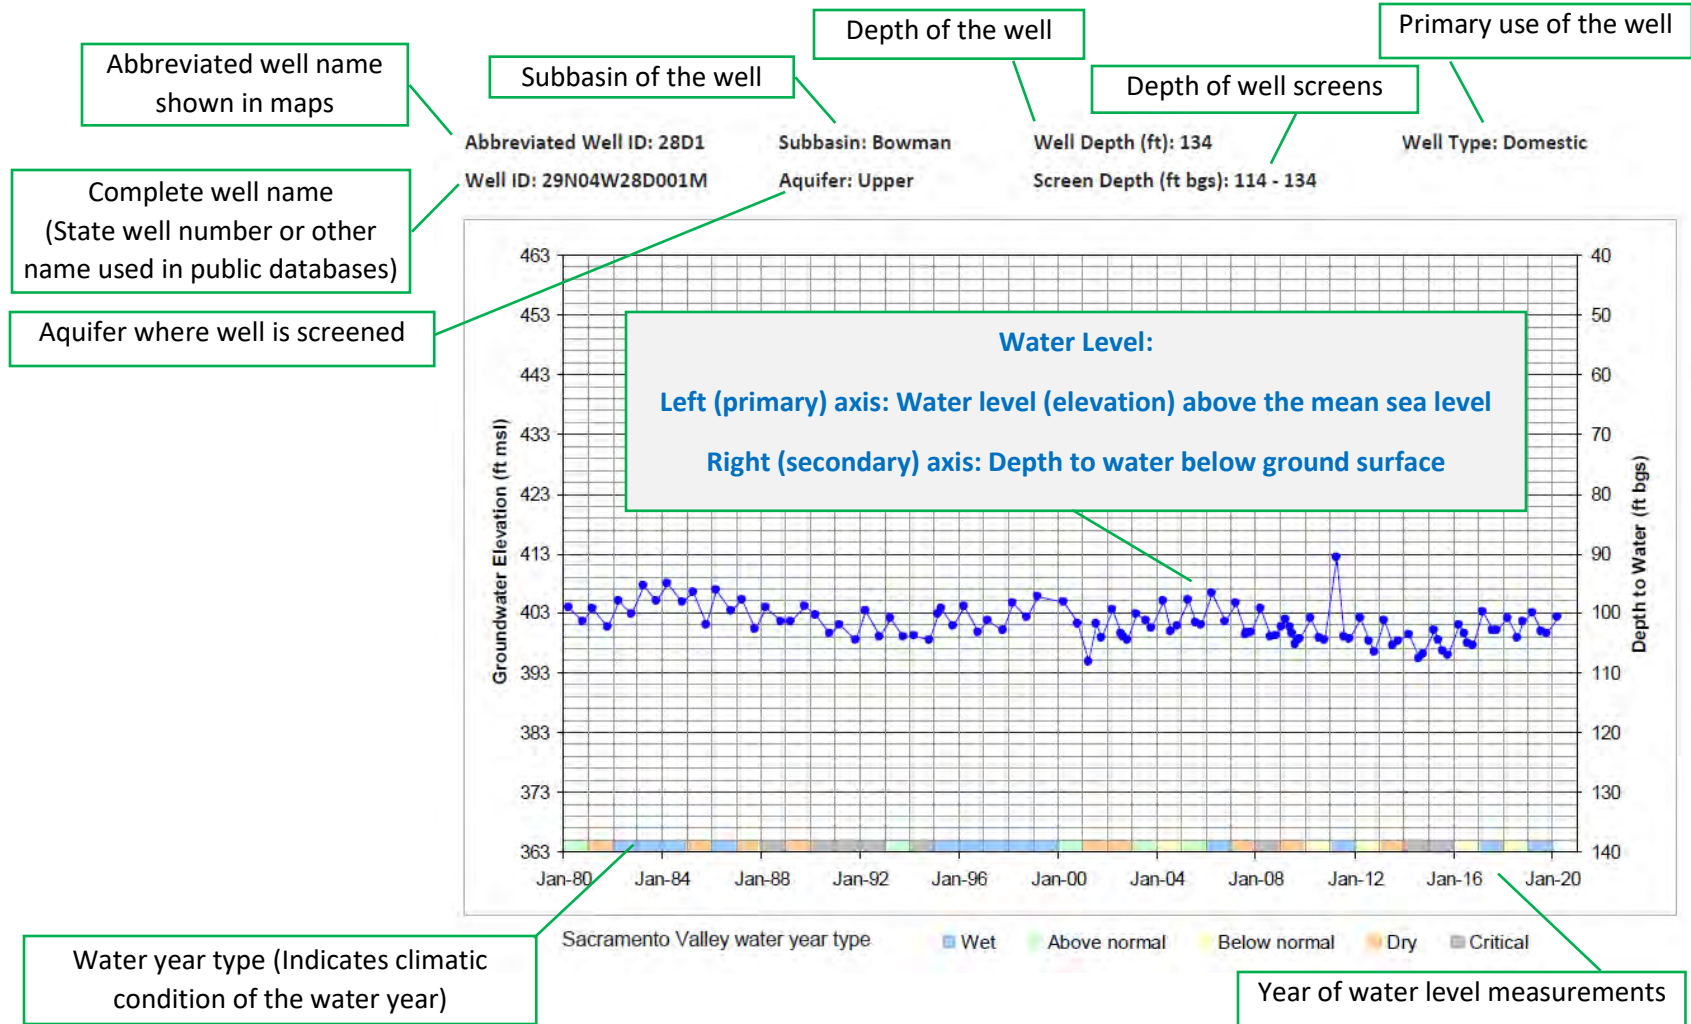 Depth of the well
Primary use of the well
Abbreviated well name
shown in maps
Subbasin of the well
Depth of well screens
Abbreviated Well ID: 28D1
Subbasin: Bowman
Well Depth (ft): 134
Well Type: Domestic
Well ID: 29N04W28D001M
Aquifer: Upper
Screen Depth (ft bgs): 114 - 134
Complete well name
(State well number or other
name used in public databases)
Aquifer where well is screened
Water Level:
Left (primary) axis: Water level (elevation) above the mean sea level
Right (secondary) axis: Depth to water below ground surface
Groundwater Elevation (ft msl)
463
453
443
433
423
413
403
393
383
373
363
40
50
60
70
80
90
100
110
120
130
140
Depth to Water (ft bgs)
Jan-80
Jan-84
Jan-88
Jan-92
Jan-96
Jan-00
Jan-04
Jan-08
Jan-12
Jan-16
Jan-20
Sacramento Valley water year type
Wet
Above normal
Below normal
Dry
Critical
Water year type (Indicates climatic
condition of the water year)
Year of water level measurements